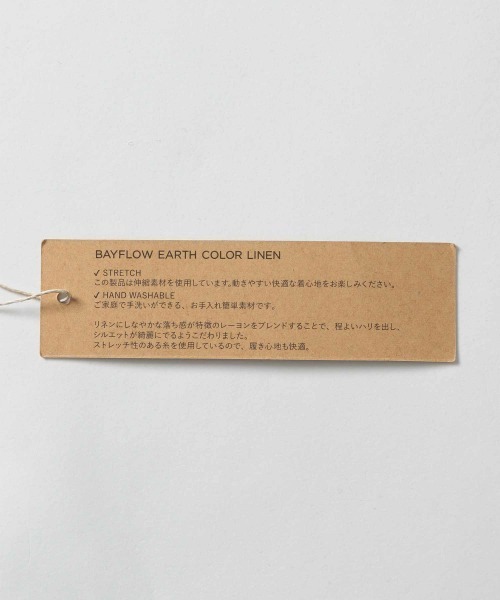 BAYFLOW EARTH COLOR LINEN
✓ STRETCH
この製品は伸縮素材を使用しています。動きやすい快適な着心地をお楽しみください。
✓ HAND WASHABLE
ご家庭で手洗いができる、お手入れ簡単素材です。
リネンにしなやかな落ち感が特徴のレーヨンをブレンドすることで、程よいハリを出し、
シルエットが綺麗にでるようこだわりました。
ストレッチ性のある糸を使用しているので、履き心地も快適。